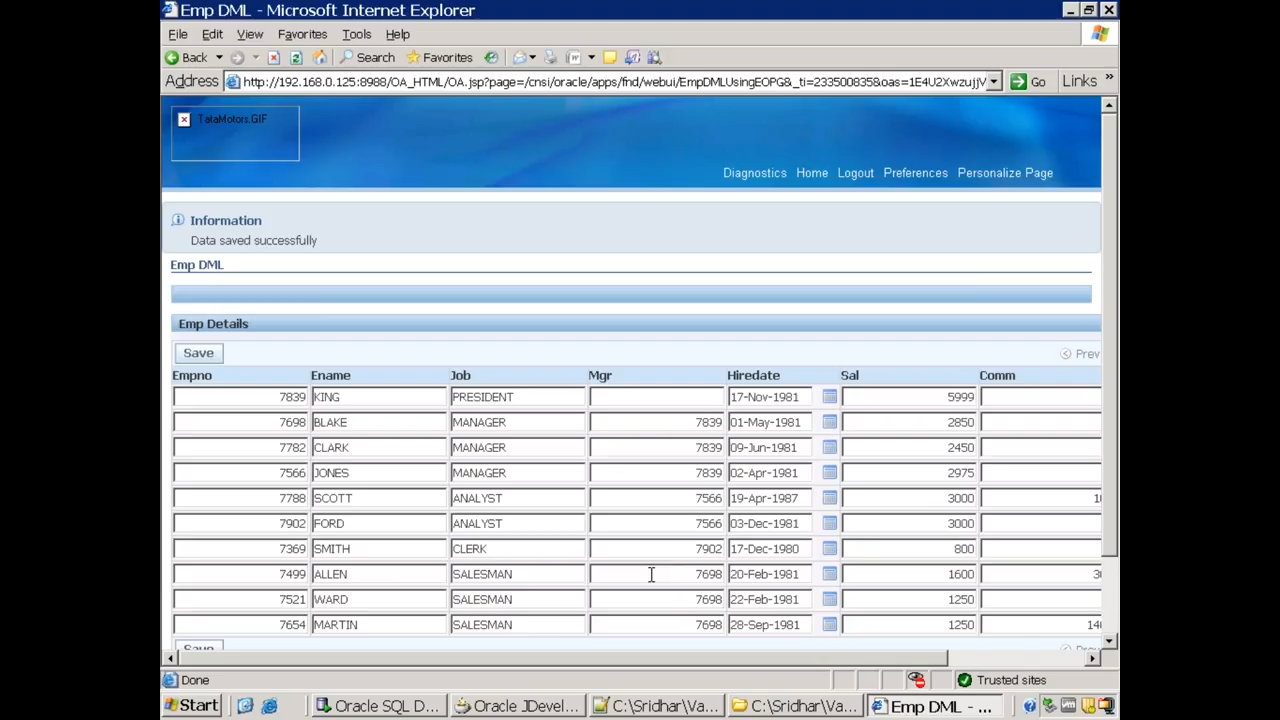 Emp DML - Microsoft Internet Explorer
File Edit View Favorites Tools Help
Back Search Favorites
Address http://192.168.0.125:8988/OA_HTML/OA.jsp?page=/cnsi/oracle/apps/fnd/webui/EmpDMLUsingEOPG&_ti=233500835&oas=1E4U2XwzujjV Go Links »
TataMotors.GIF
Diagnostics Home Logout Preferences Personalize Page
Information
Data saved successfully
Emp DML
Emp Details
Save Prev
Empno Ename Job Mgr Hiredate Sal Comm
7839 KING PRESIDENT 17-Nov-1981 5999
7698 BLAKE MANAGER 7839 01-May-1981 2850
7782 CLARK MANAGER 7839 09-Jun-1981 2450
7566 JONES MANAGER 7839 02-Apr-1981 2975
7788 SCOTT ANALYST 7566 19-Apr-1987 3000
7902 FORD ANALYST 7566 03-Dec-1981 3000
7369 SMITH CLERK 7902 17-Dec-1980 800
7499 ALLEN SALESMAN 7698 20-Feb-1981 1600
7521 WARD SALESMAN 7698 22-Feb-1981 1250
7654 MARTIN SALESMAN 7698 28-Sep-1981 1250
Save
Done Trusted sites
Start Oracle SQL D... Oracle JDevel... C:\Sridhar\Va... C:\Sridhar\Va... Emp DML - ...